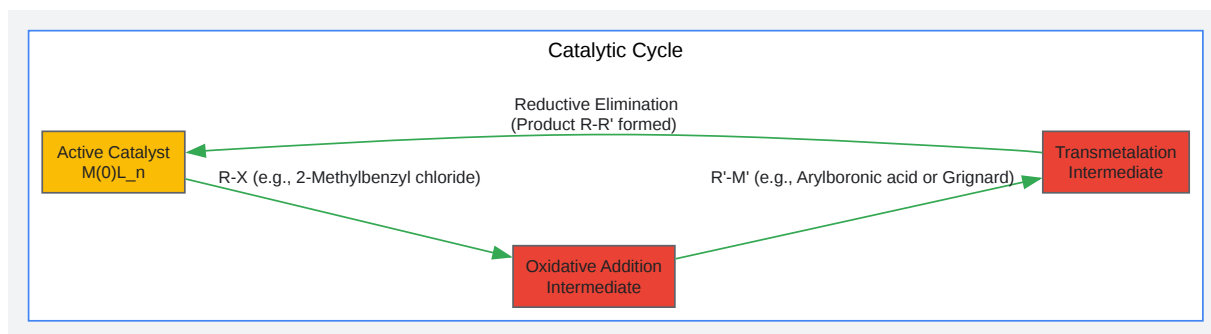 Catalytic Cycle
Reductive Elimination
(Product R-R' formed)
Active Catalyst
M(0)L_n
Transmetalation
Intermediate
R-X (e.g., 2-Methylbenzyl chloride)
R'-M' (e.g., Arylboronic acid or Grignard)
Oxidative Addition
Intermediate